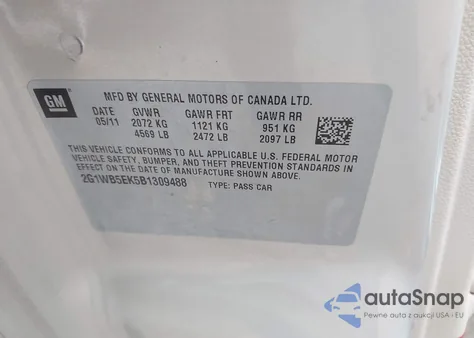 GM
MFD BY GENERAL MOTORS OF CANADA LTD.
DATE GVWR GAWR FRT GAWR RR
05/11 2072 KG 1121 KG 951 KG
4569 LB 2472 LB 2097 LB
THIS VEHICLE CONFORMS TO ALL APPLICABLE U.S. FEDERAL MOTOR
VEHICLE SAFETY, BUMPER, AND THEFT PREVENTION STANDARDS IN
EFFECT ON THE DATE OF MANUFACTURE SHOWN ABOVE.
2G1WB5EK5B1309488 TYPE: PASS CAR
autaSnap
Pewne auta z aukcji USA i EU